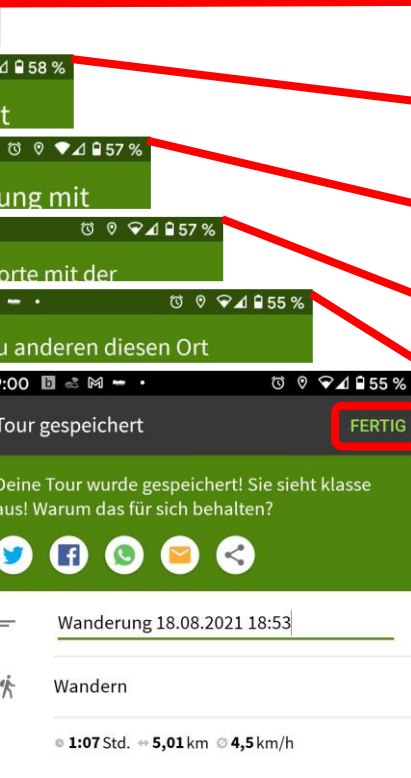 58 %
t
57 %
ung mit
57 %
orte mit der
55 %
u anderen diesen Ort
:00 55 %
Tour gespeichert FERTIG
Deine Tour wurde gespeichert! Sie sieht klasse
aus! Warum das für sich behalten?
Wanderung 18.08.2021 18:53
Wandern
1:07 Std. 5,01 km 4,5 km/h